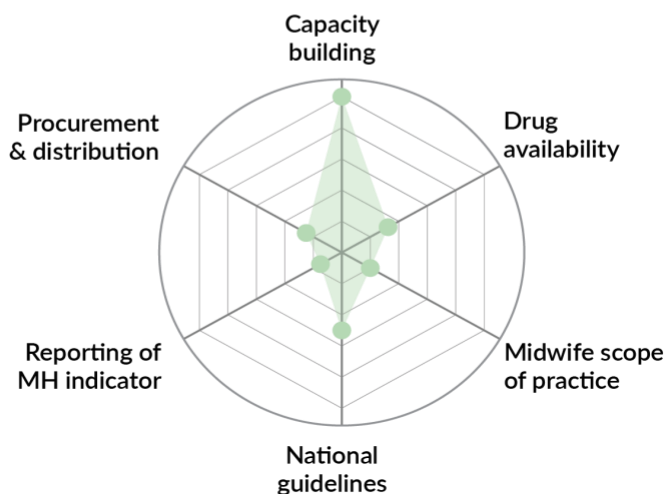 Capacity
building
Drug
availability
Midwife scope
of practice
National
guidelines
Reporting of
MH indicator
Procurement
& distribution